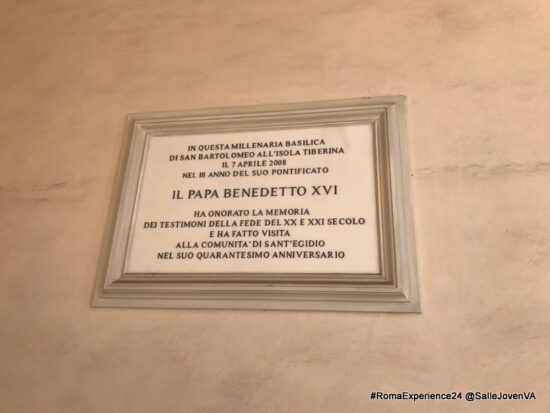 IN QUESTA MILLENARIA BASILICA
DI SAN BARTOLOMEO ALL'ISOLA TIBERINA
IL 7 APRILE 2008
NEL III ANNO DEL SUO PONTIFICATO
IL PAPA BENEDETTO XVI
HA ONORATO LA MEMORIA
DEI TESTIMONI DELLA FEDE DEL XX E XXI SECOLO
E HA FATTO VISITA
ALLA COMUNITA' DI SANT'EGIDIO
NEL SUO QUARANTESIMO ANNIVERSARIO
#RomaExperience24 @SalleJovenVA